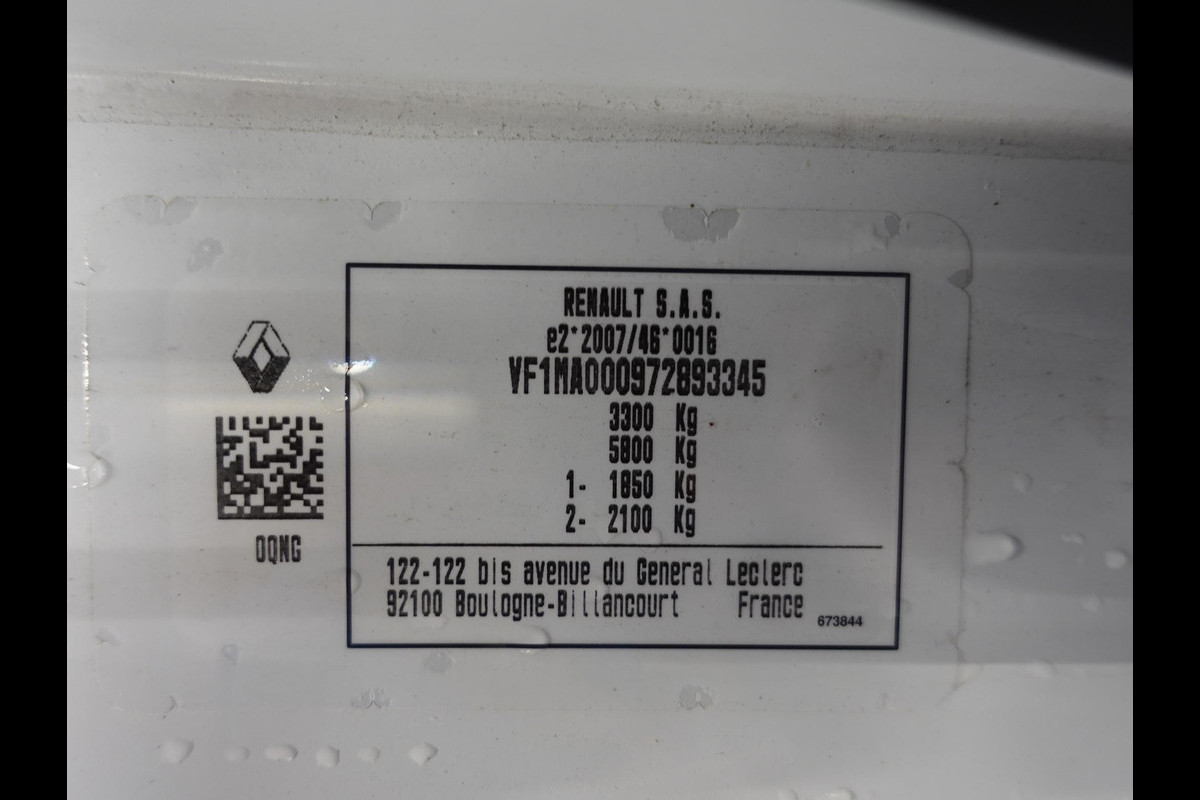 RENAULT S.A.S.
e2*2007/46*0016
VF1MA000972893345
3300 Kg
5800 Kg
1- 1850 Kg
2- 2100 Kg
OQNG
122-122 bis avenue du General Leclerc
92100 Boulogne-Billancourt France
673844